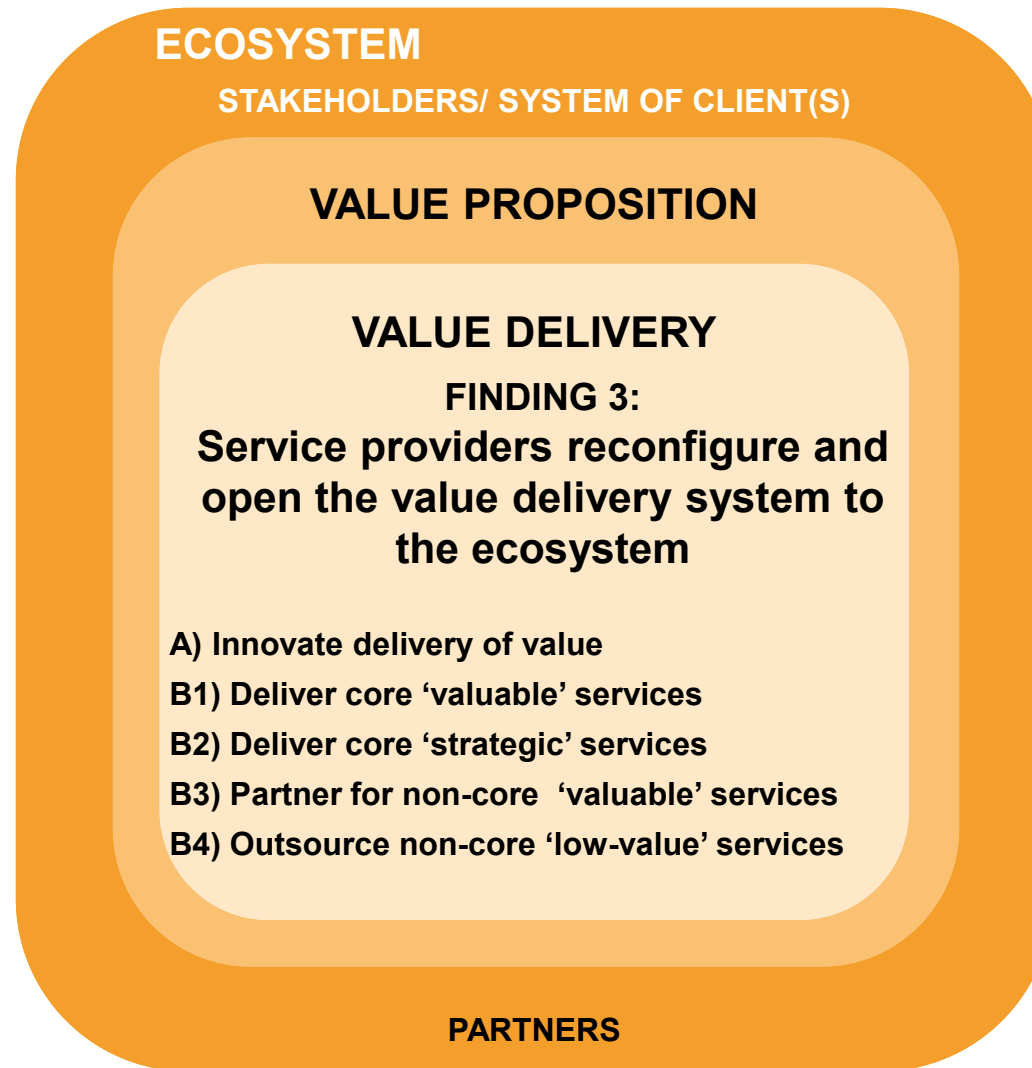 ECOSYSTEM
STAKEHOLDERS/ SYSTEM OF CLIENT(S)
VALUE PROPOSITION
VALUE DELIVERY
FINDING 3:
Service providers reconfigure and
open the value delivery system to
the ecosystem
A) Innovate delivery of value
B1) Deliver core ‘valuable’ services
B2) Deliver core ‘strategic’ services
B3) Partner for non-core  ‘valuable’ services
B4) Outsource non-core ‘low-value’ services
PARTNERS